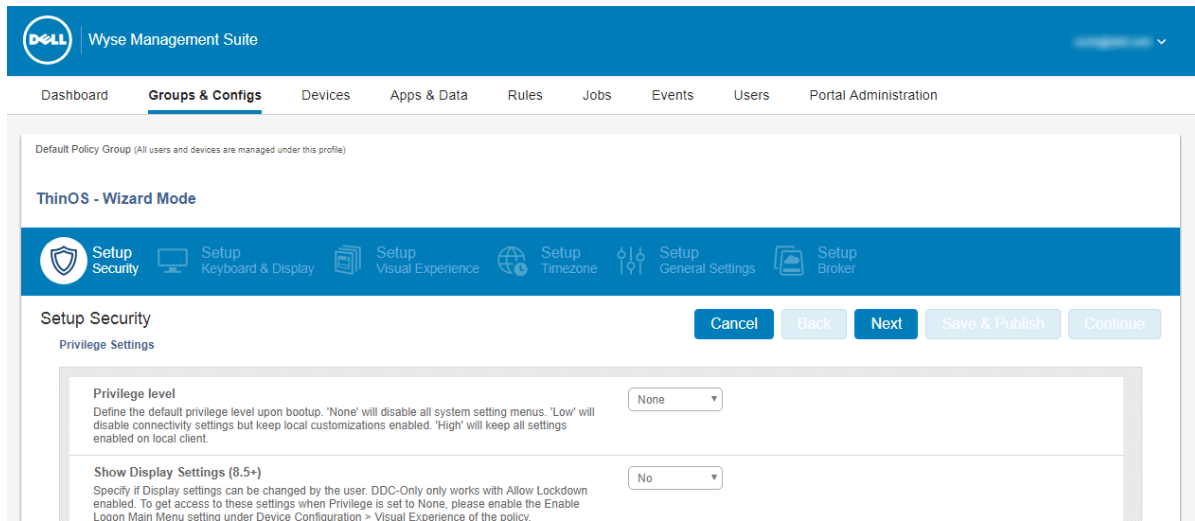 DELL
Wyse Management Suite
Dashboard Groups & Configs Devices Apps & Data Rules Jobs Events Users Portal Administration
Default Policy Group (All users and devices are managed under this profile)
ThinOS - Wizard Mode
Setup Setup Setup Setup Setup Setup
Security Keyboard & Display Visual Experience Timezone General Settings Broker
Setup Security
Cancel Back Next Save & Publish Continue
Privilege Settings
Privilege level
None
Define the default privilege level upon bootup. 'None' will disable all system setting menus. 'Low' will
disable connectivity settings but keep local customizations enabled. 'High' will keep all settings
enabled on local client.
Show Display Settings (8.5+)
No
Specify if Display settings can be changed by the user. DDC-Only only works with Allow Lockdown
enabled. To get access to these settings when Privilege is set to None, please enable the Enable
Logon Main Menu setting under Device Configuration > Visual Experience of the policy.